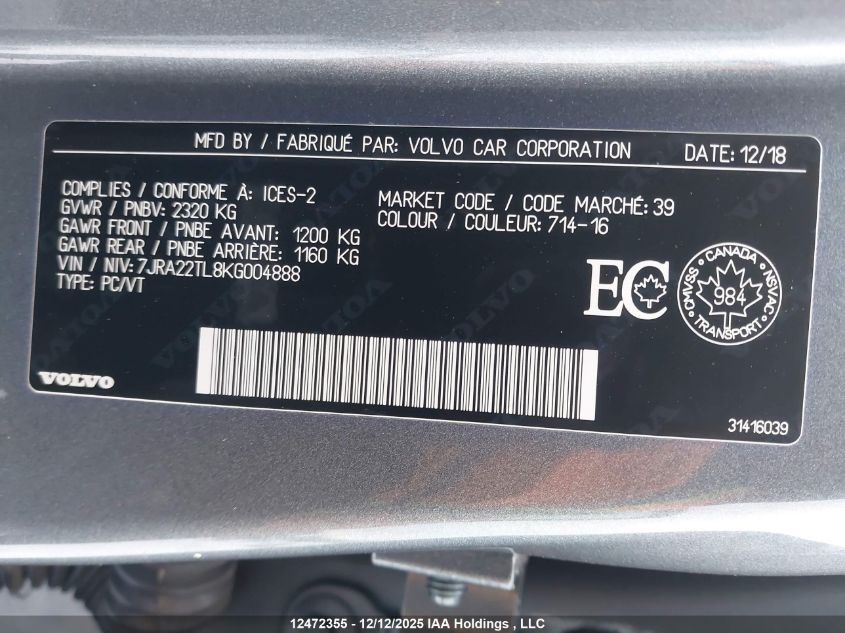 MFD BY / FABRIQUÉ PAR: VOLVO CAR CORPORATION DATE: 12/18
COMPLIES / CONFORME À: ICES-2
GVWR / PNBV: 2320 KG
GAWR FRONT / PNBE AVANT: 1200 KG
GAWR REAR / PNBE ARRIÈRE: 1160 KG
VIN / NIV: 7JRA22TL8KG004888
TYPE: PC/VT
MARKET CODE / CODE MARCHÉ: 39
COLOUR / COULEUR: 714-16
EC
CANADA
CMVSS 984 NSVAC
TRANSPORT
VOLVO
31416039
12472355 - 12/12/2025 IAA Holdings , LLC